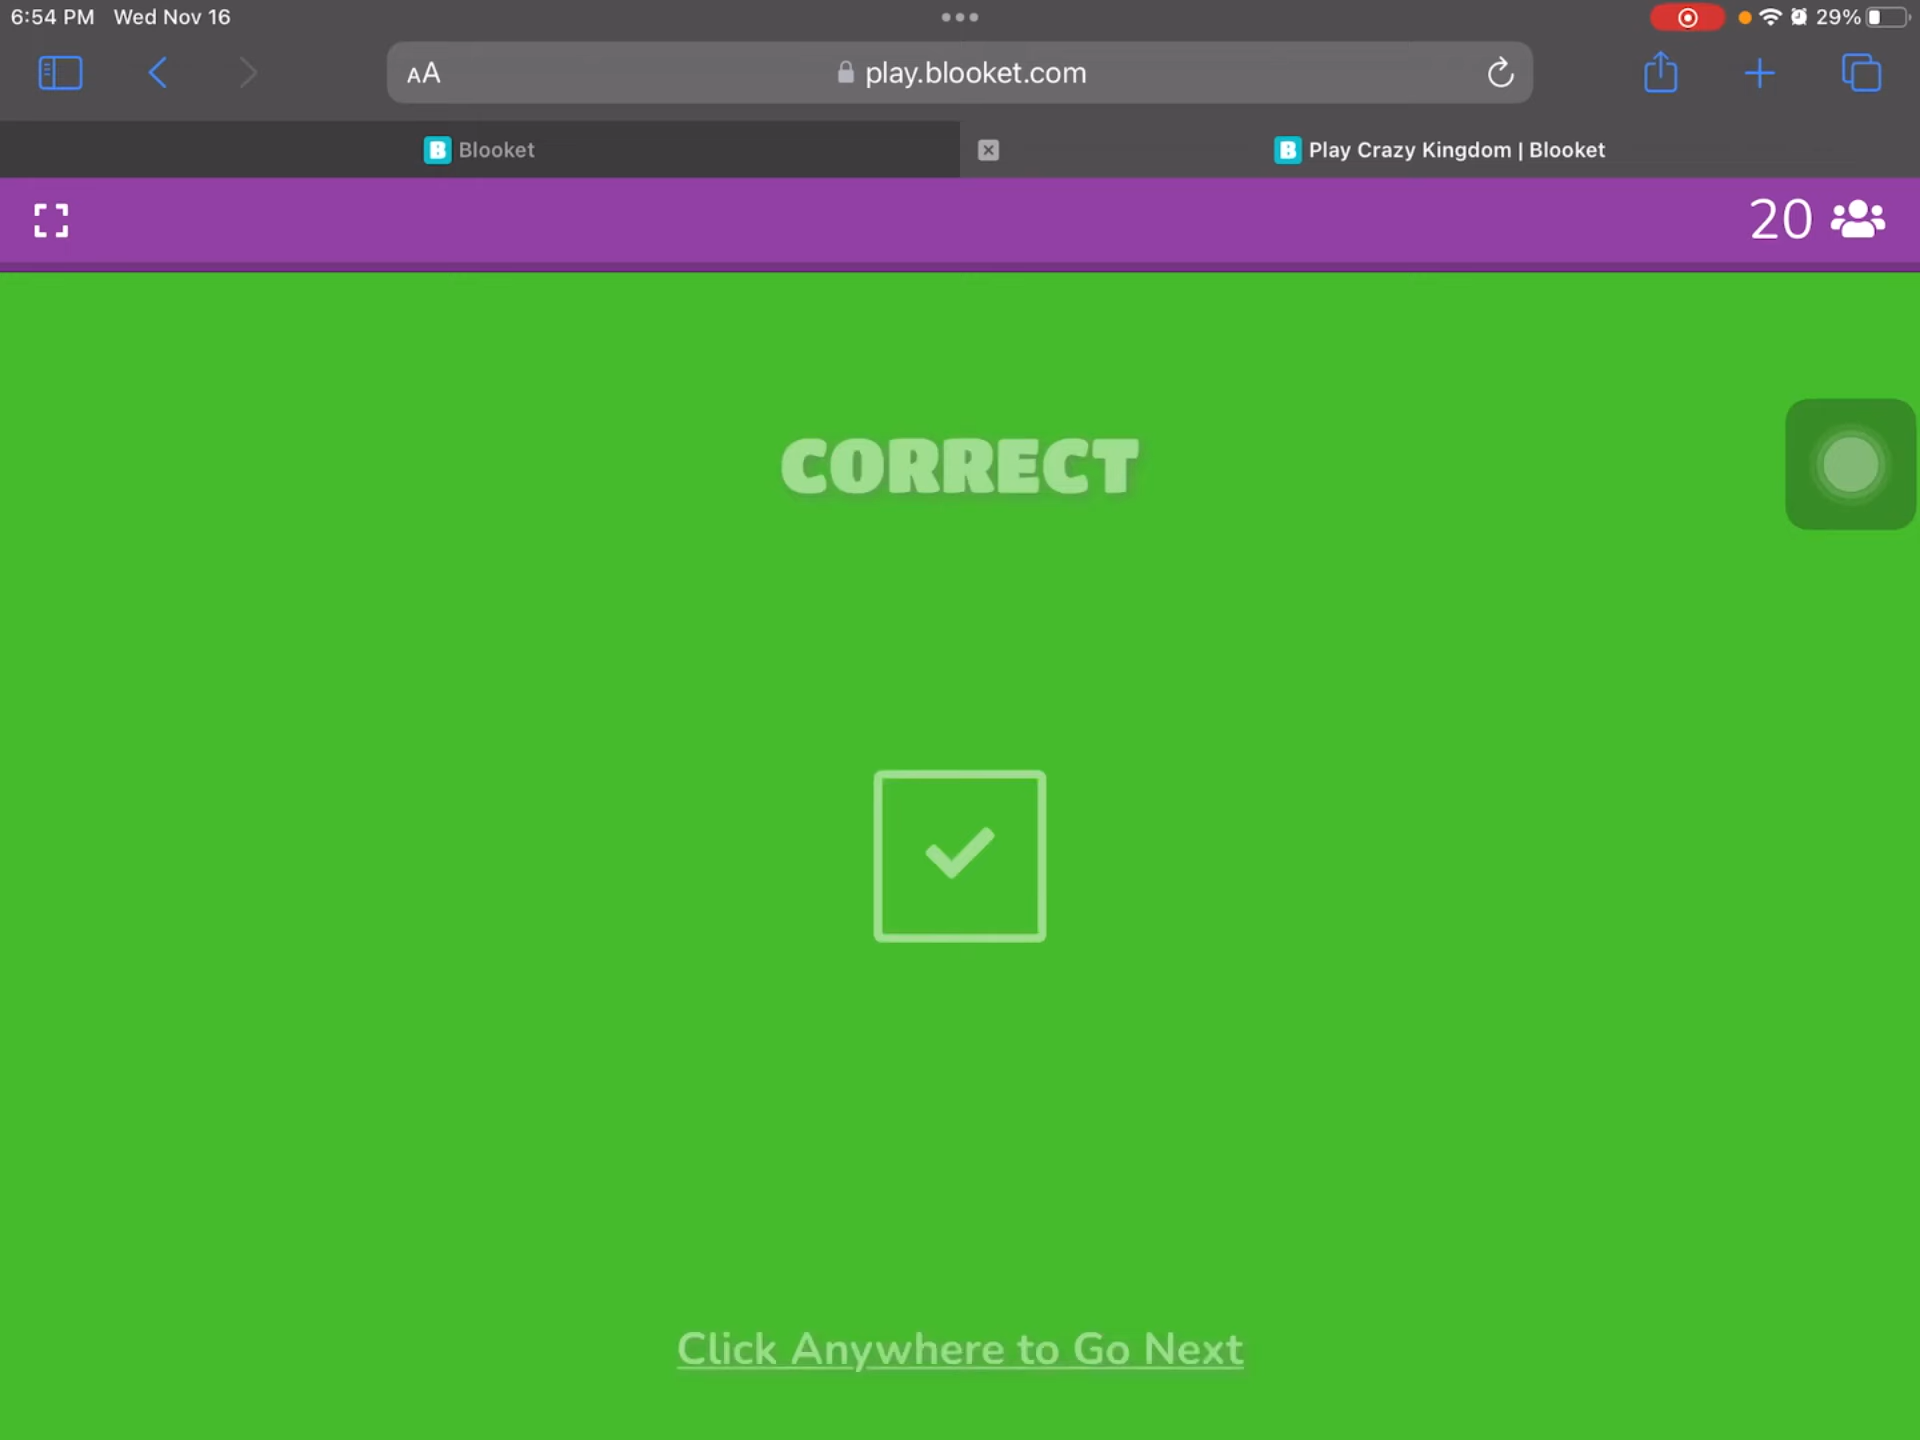 6:54 PM Wed Nov 16
29%
AA play.blooket.com
B Blooket
B Play Crazy Kingdom | Blooket
20
CORRECT
Click Anywhere to Go Next